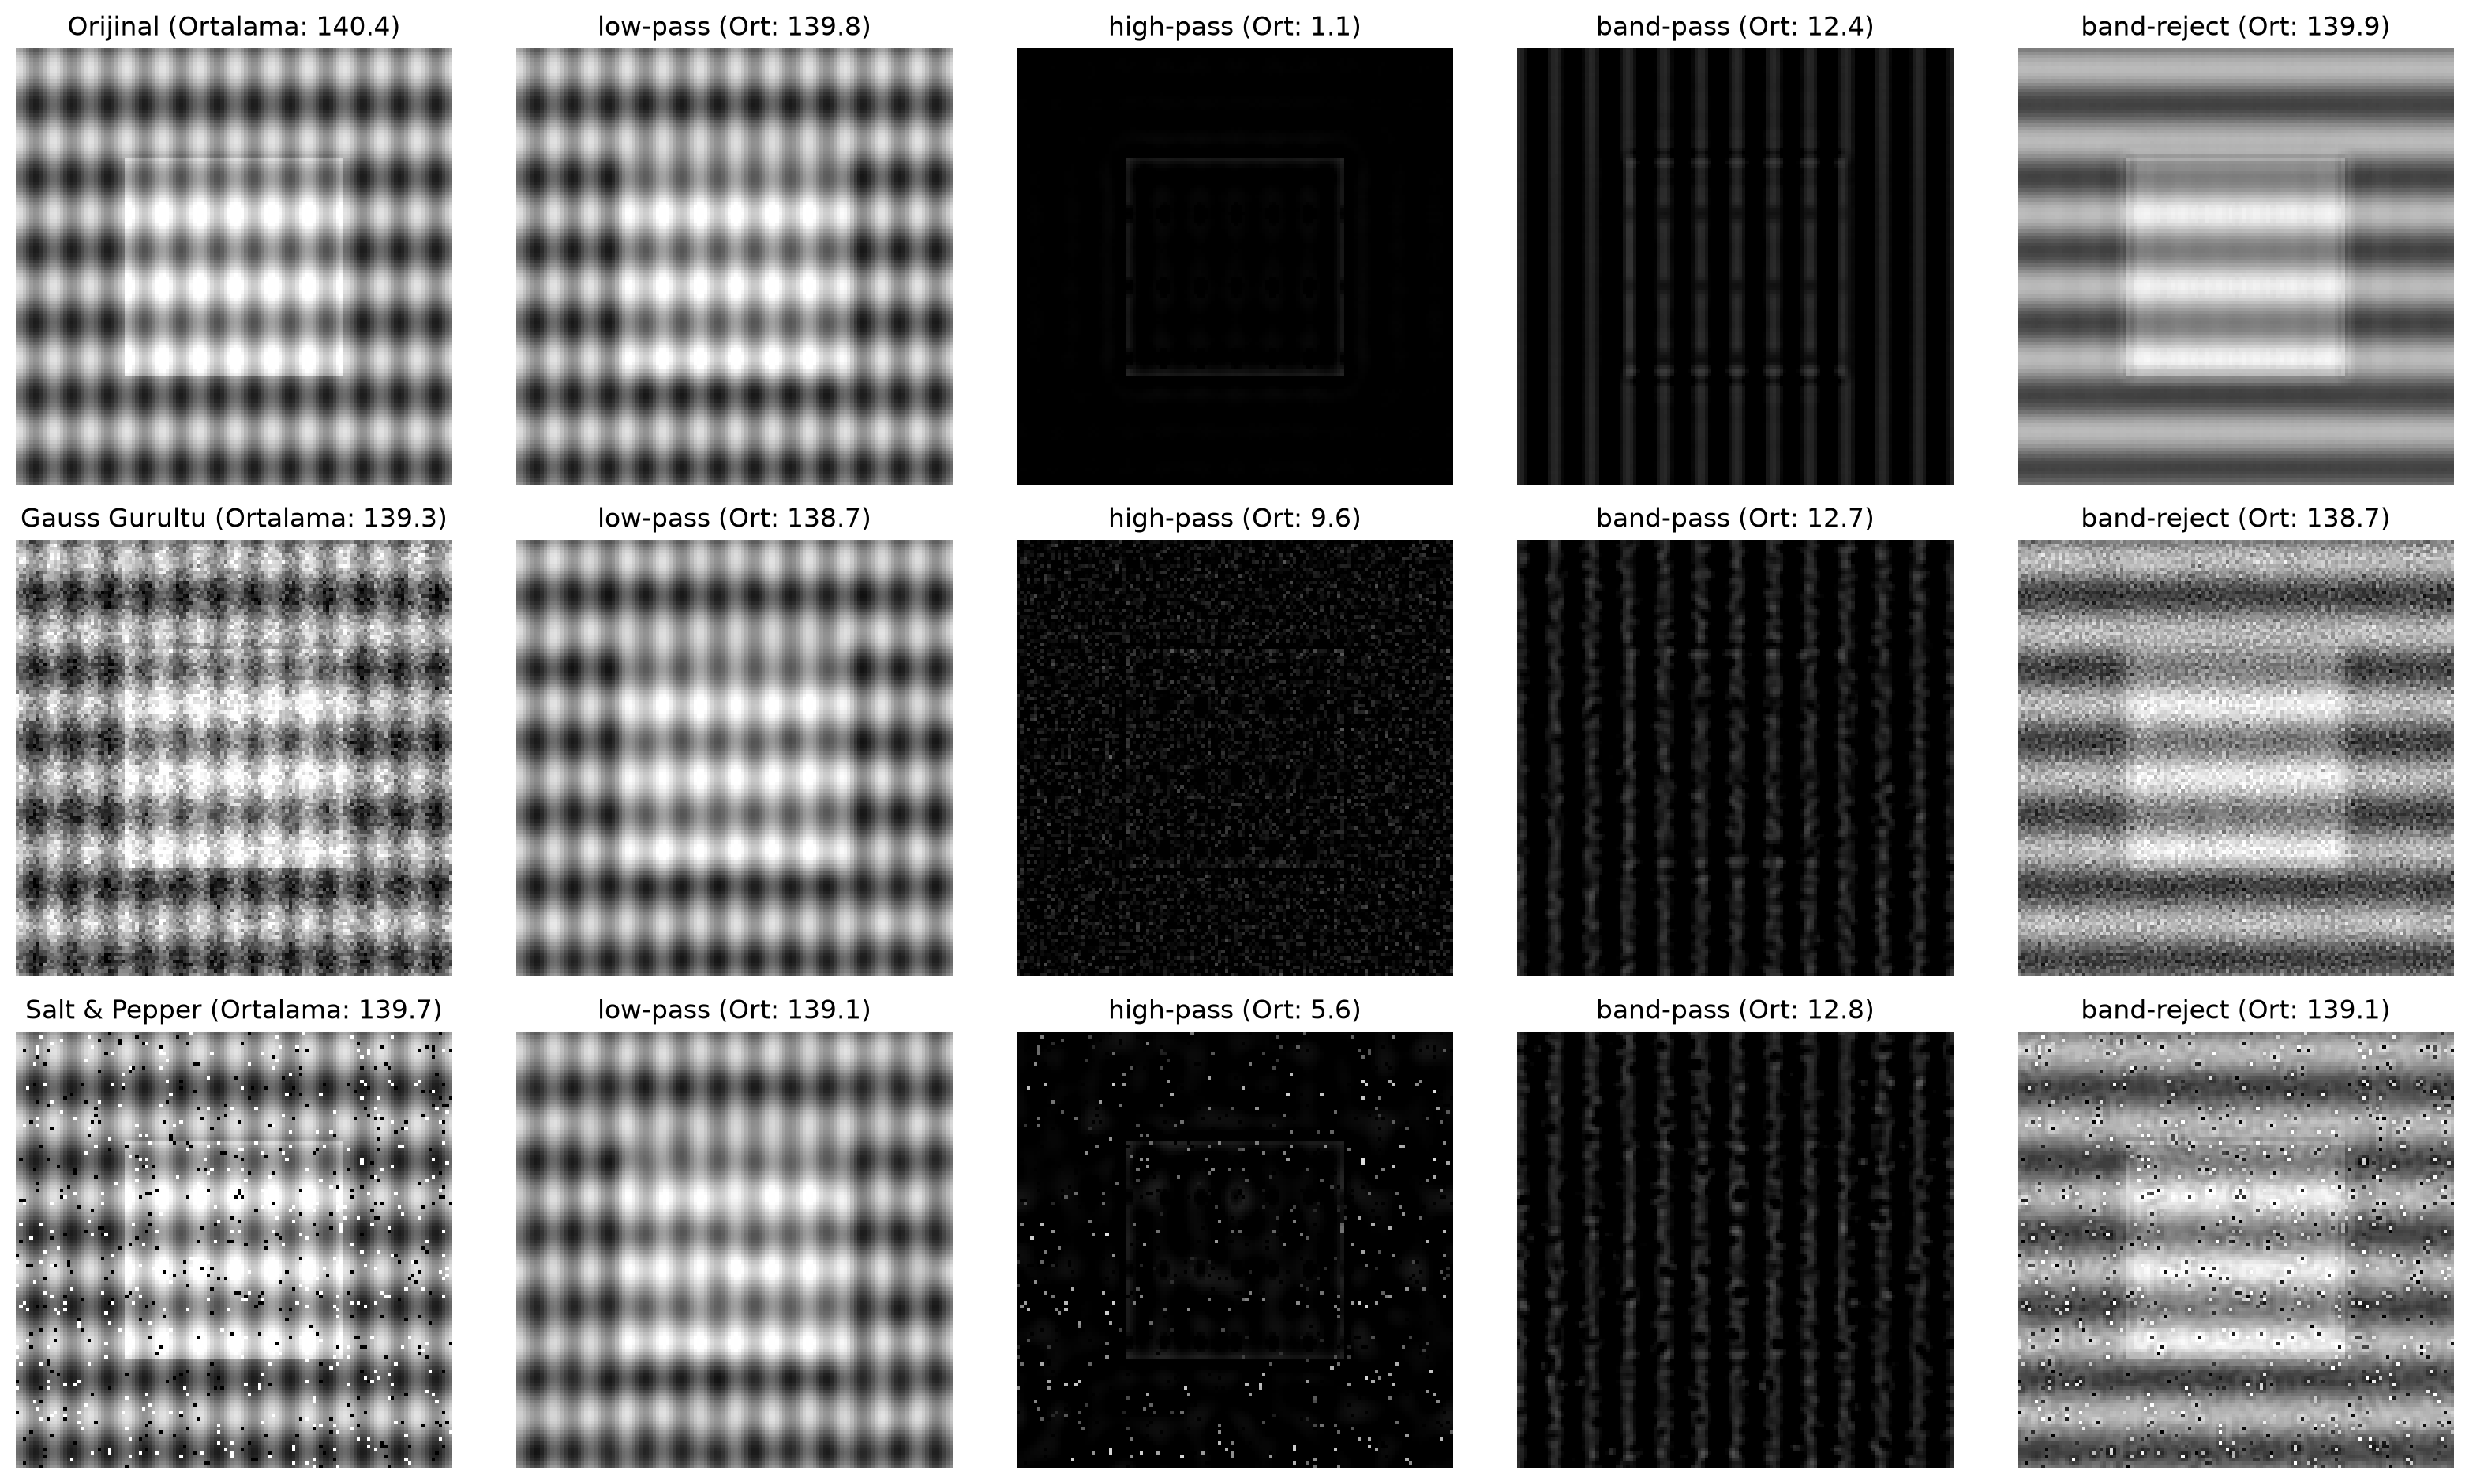 Orijinal (Ortalama: 140.4)
low-pass (Ort: 139.8)
high-pass (Ort: 1.1)
band-pass (Ort: 12.4)
band-reject (Ort: 139.9)
Gauss Gurultu (Ortalama: 139.3)
low-pass (Ort: 138.7)
high-pass (Ort: 9.6)
band-pass (Ort: 12.7)
band-reject (Ort: 138.7)
Salt & Pepper (Ortalama: 139.7)
low-pass (Ort: 139.1)
high-pass (Ort: 5.6)
band-pass (Ort: 12.8)
band-reject (Ort: 139.1)